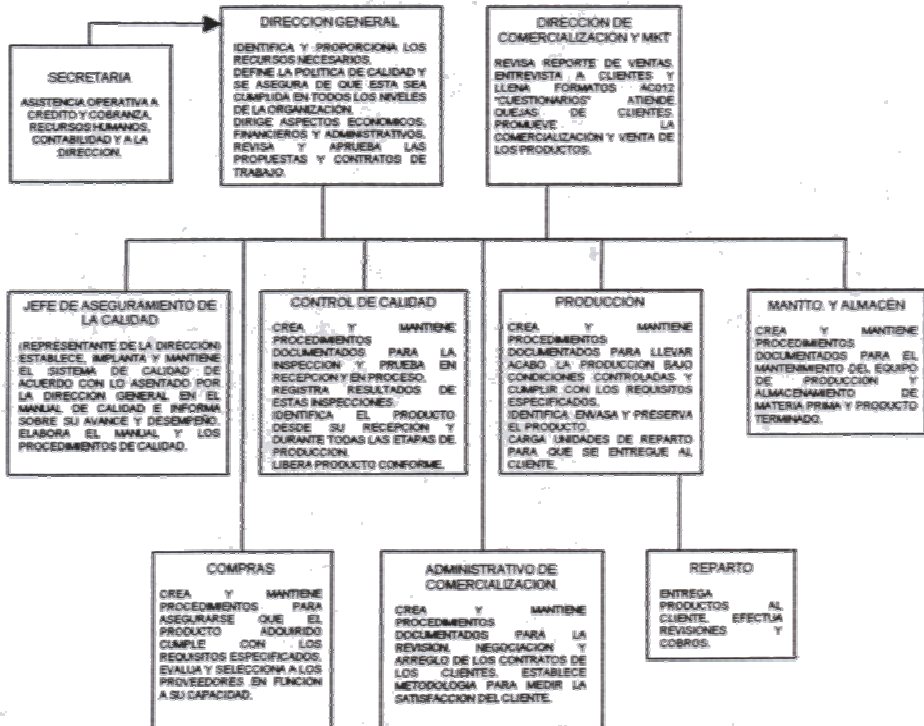 DIRECCION GENERAL
IDENTIFICA Y PROPORCIONA LOS
RECURSOS NECESARIOS.
DEFINE LA POLITICA DE CALIDAD Y
SE ASEGURA DE QUE ESTA SEA
CUMPLIDA EN TODOS LOS NIVELES
DE LA ORGANIZACIÓN.
DIRIGE ASPECTOS ECONOMICOS,
FINANCIEROS Y ADMINISTRATIVOS.
REVISA Y APRUEBA LAS
PROPUESTAS Y CONTRATOS DE
TRABAJO.
DIRECCIÓN DE
COMERCIALIZACIÓN Y MKT
REVISA REPORTE DE VENTAS,
ENTREVISTA A CLIENTES Y
LLENA FORMATOS AC012
"CUESTIONARIOS" ATIENDE
QUEJAS DE CLIENTES,
PROMUEVE LA
COMERCIALIZACIÓN Y VENTA DE
LOS PRODUCTOS.
SECRETARIA
ASISTENCIA OPERATIVA A
CREDITO Y COBRANZA,
RECURSOS HUMANOS,
CONTABILIDAD Y A LA
DIRECCION.
JEFE DE ASEGURAMIENTO DE
LA CALIDAD
(REPRESENTANTE DE LA DIRECCIÓN)
ESTABLECE, IMPLANTA Y MANTIENE
EL SISTEMA DE CALIDAD DE
ACUERDO CON LO ASENTADO POR
LA DIRECCION GENERAL EN EL
MANUAL DE CALIDAD E INFORMA
SOBRE SU AVANCE Y DESEMPEÑO.
ELABORA EL MANUAL Y LOS
PROCEDIMIENTOS DE CALIDAD.
CONTROL DE CALIDAD
CREA Y MANTIENE
PROCEDIMIENTOS
DOCUMENTADOS PARA LA
INSPECCION Y PRUEBA EN
RECEPCION Y EN PROCESO.
REGISTRA RESULTADOS DE
ESTAS INSPECCIONES.
IDENTIFICA EL PRODUCTO
DESDE SU RECEPCION Y
DURANTE TODAS LAS ETAPAS DE
PRODUCCION.
LIBERA PRODUCTO CONFORME.
PRODUCCIÓN
CREA Y MANTIENE
PROCEDIMIENTOS
DOCUMENTADOS PARA LLEVAR
ACABO LA PRODUCCION BAJO
CONDICIONES CONTROLADAS, Y
CUMPLIR CON LOS REQUISITOS
ESPECIFICADOS.
IDENTIFICA, ENVASA Y PRESERVA
EL PRODUCTO.
CARGA UNIDADES DE REPARTO
PARA QUE SE ENTREGUE AL
CLIENTE.
MANTTO. Y ALMACÉN
CREA Y MANTIENE
PROCEDIMIENTOS
DOCUMENTADOS PARA EL
MANTENIMIENTO DEL EQUIPO
DE PRODUCCION Y
ALMACENAMIENTO DE
MATERIA PRIMA Y PRODUCTO
TERMINADO.
COMPRAS
CREA Y MANTIENE
PROCEDIMIENTOS PARA
ASEGURARSE QUE EL
PRODUCTO ADQUIRIDO
CUMPLE CON LOS
REQUISITOS ESPECIFICADOS,
EVALUA Y SELECCIONA A LOS
PROVEEDORES EN FUNCION
A SU CAPACIDAD.
ADMINISTRATIVO DE
COMERCIALIZACION
CREA Y MANTIENE
PROCEDIMIENTOS
DOCUMENTADOS PARA LA
REVISION, NEGOCIACION Y
ARREGLO DE LOS CONTRATOS DE
LOS CLIENTES. ESTABLECE
METODOLOGIA PARA MEDIR LA
SATISFACCION DEL CLIENTE.
REPARTO
ENTREGA
PRODUCTOS AL
CLIENTE, EFECTUA
REVISIONES Y
COBROS.